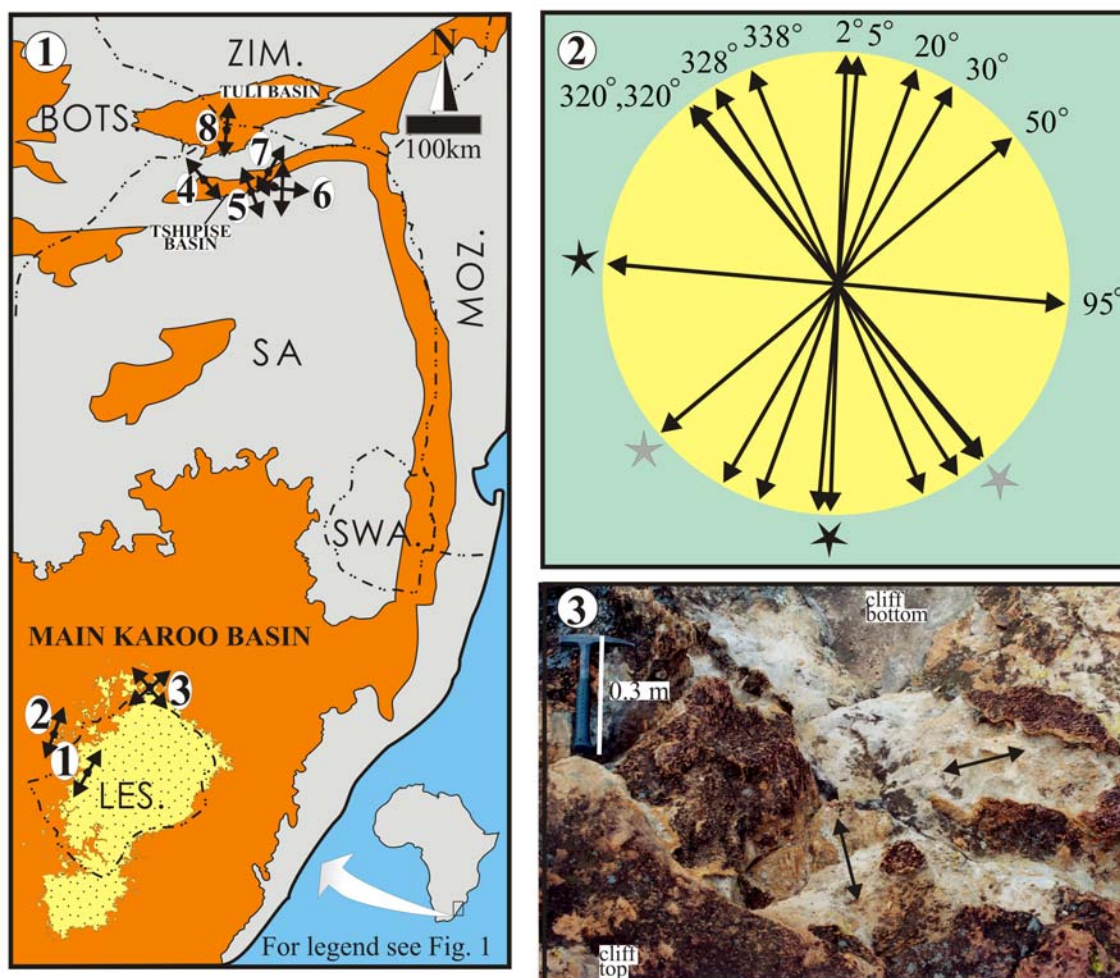 1
ZIM.
N
TULI BASIN
BOTS.
8
100km
7
4
5
6
TSHIPISE
BASIN
MOZ.
SA
SWA.
MAIN KAROO BASIN
3
2
1
LES.
For legend see Fig. 1
2
338°
2°
5°
328°
20°
320°,320°
30°
50°
95°
3
cliff
bottom
0.3 m
cliff
top